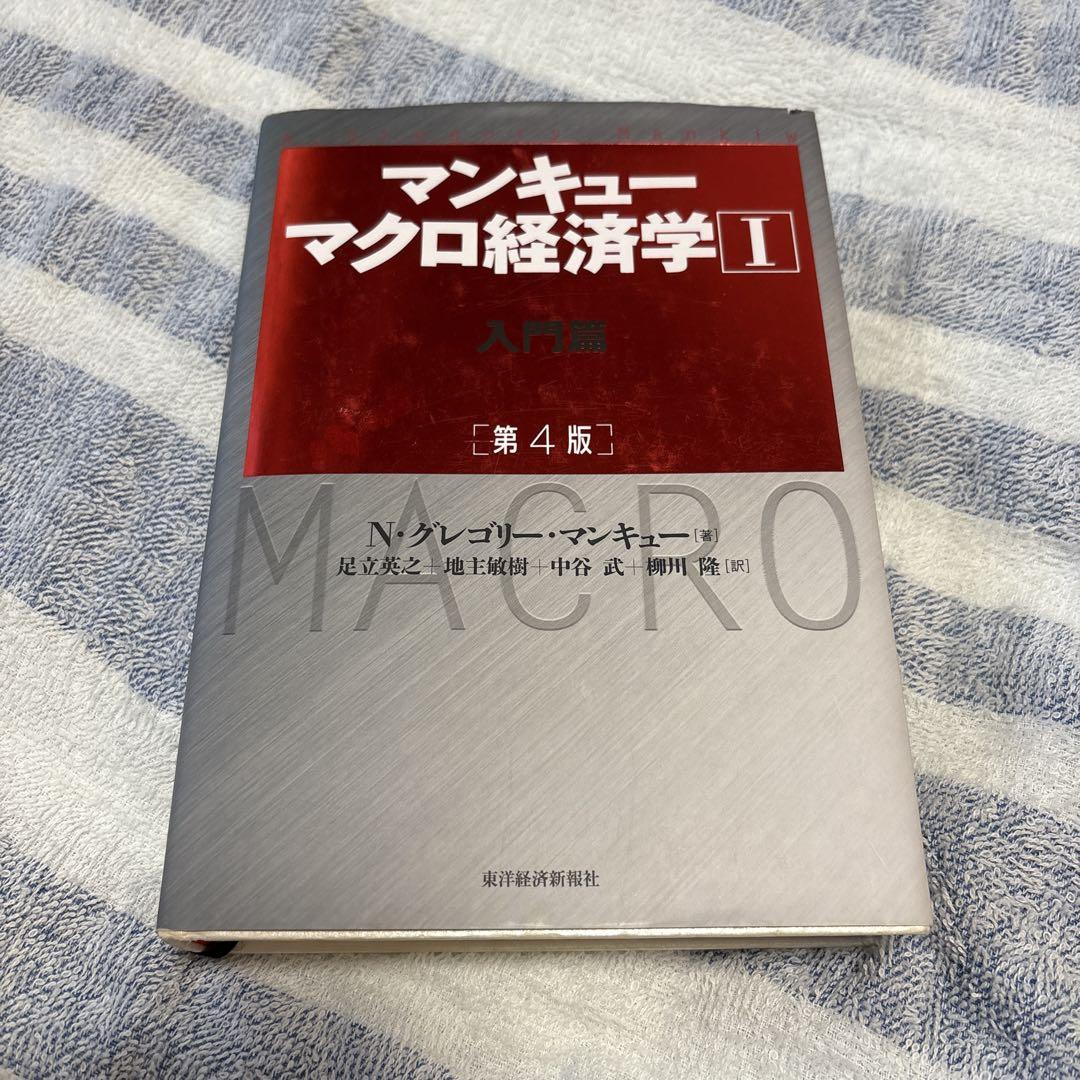 N. Gregory Mankiw
マンキュー
マクロ経済学 I
入門篇
[第4版]
MACRO
N・グレゴリー・マンキュー[著]
足立英之+地主敏樹+中谷 武+柳川 隆[訳]
東洋経済新報社